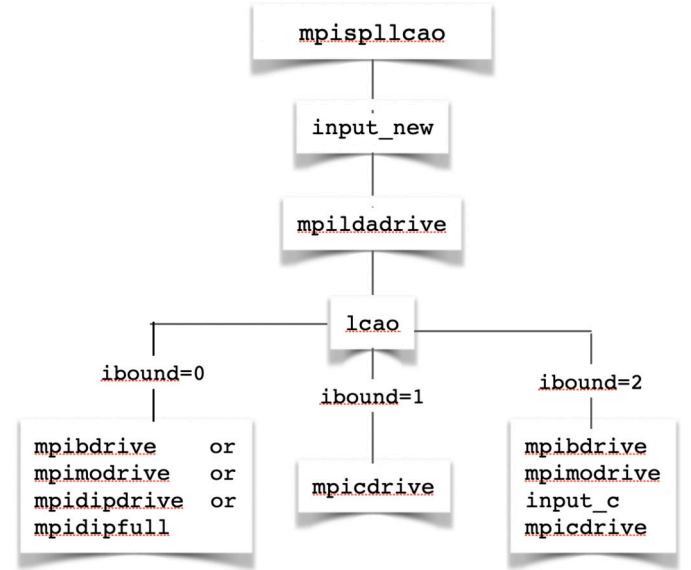 mpispllcao
input_new
mpildadrive
lcao
ibound=0
ibound=1
ibound=2
mpibdrive or
mpimodrive or
mpidipdrive or
mpidipfull
mpicdrive
mpibdrive
mpimodrive
input_c
mpicdrive